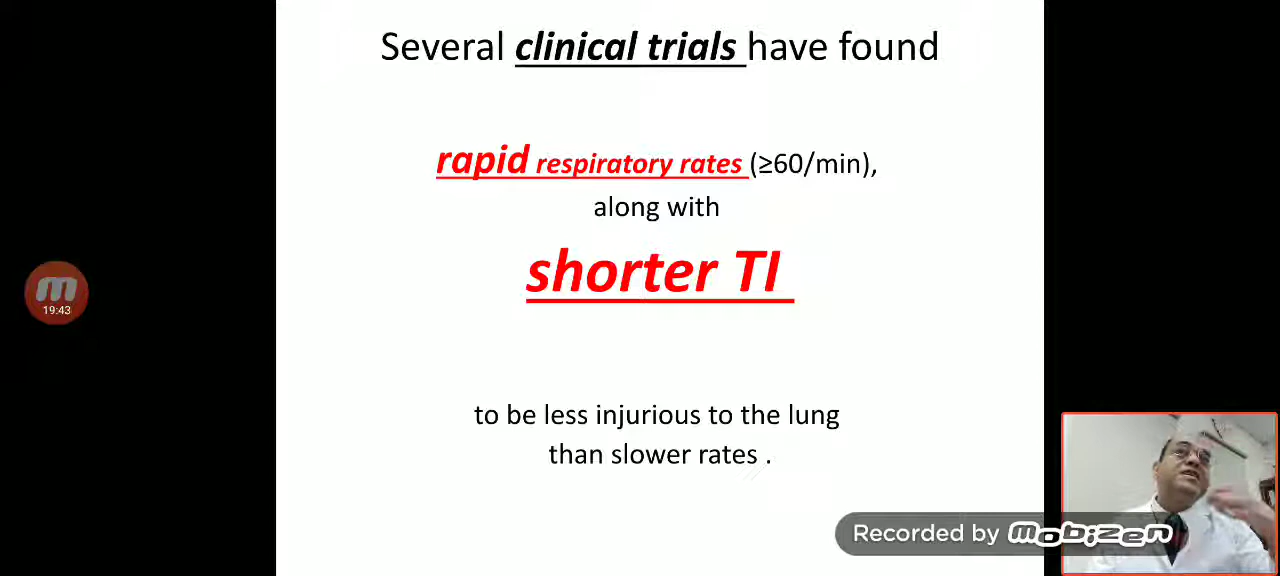 Several clinical trials have found
rapid respiratory rates (≥60/min),
along with
shorter TI
19:43
to be less injurious to the lung
than slower rates .
Recorded by mobizen